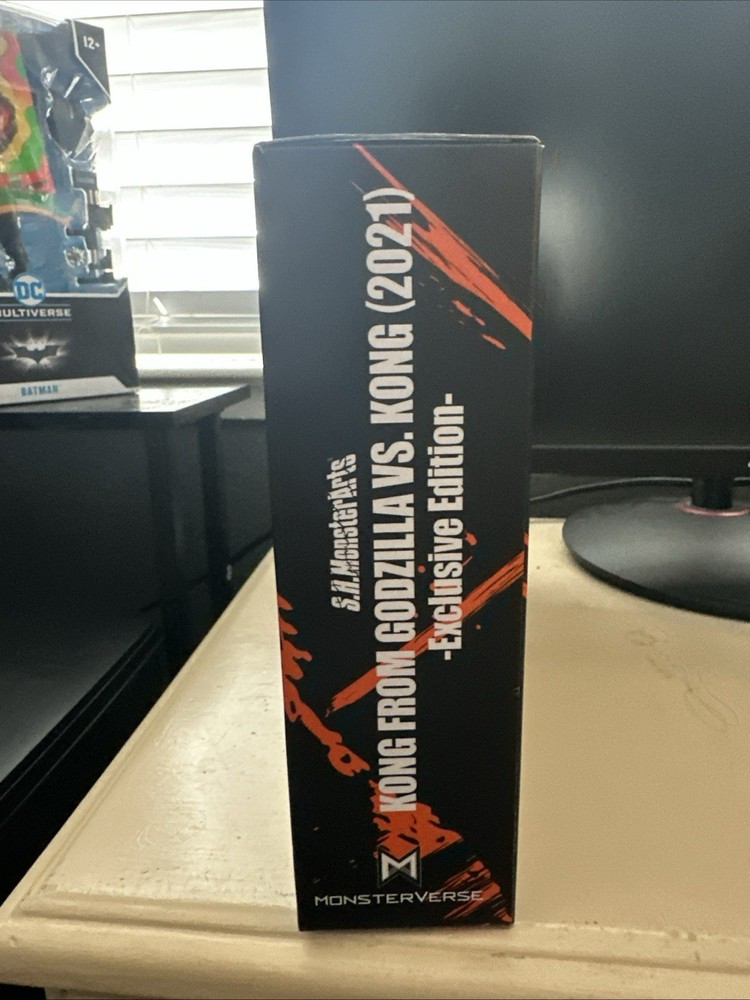 12+
DC
MULTIVERSE
BATMAN
S.H.MonsterArts
KONG FROM GODZILLA VS. KONG (2021)
-Exclusive Edition-
MONSTERVERSE